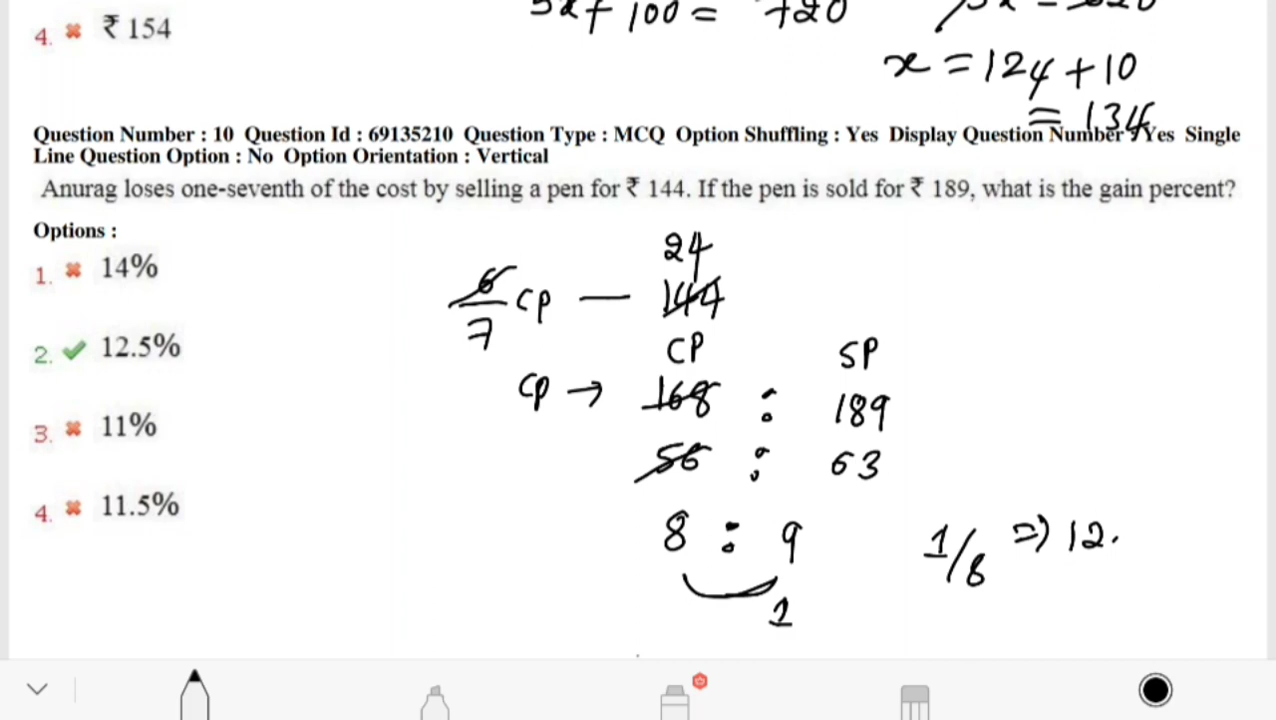 5x + 100 = 720
4. ₹ 154
x = 124 + 10
= 134
Question Number : 10 Question Id : 69135210 Question Type : MCQ Option Shuffling : Yes Display Question Number : Yes Single
Line Question Option : No Option Orientation : Vertical
Anurag loses one-seventh of the cost by selling a pen for ₹ 144. If the pen is sold for ₹ 189, what is the gain percent?
Options :
24
1. 14%
6/7 CP — 144
2. 12.5%
CP SP
CP → 168 : 189
3. 11%
56 : 63
4. 11.5%
8 : 9 1/8 ⇒ 12.
1